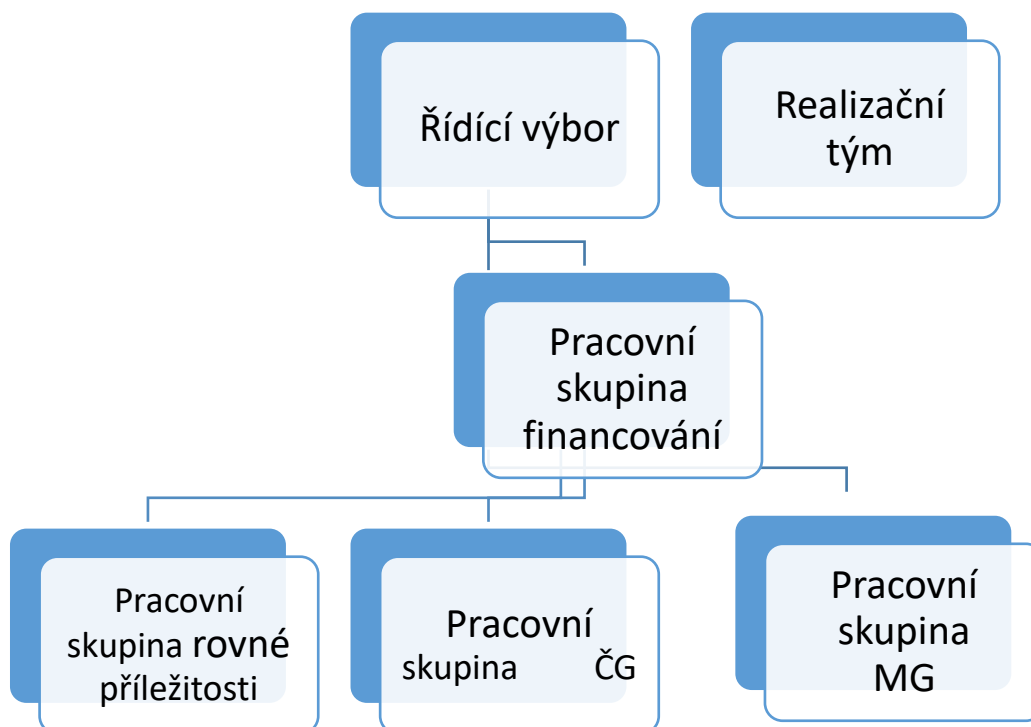 Řídící výbor
Realizační
tým
Pracovní
skupina
financování
Pracovní
skupina rovné
příležitosti
Pracovní
skupina ČG
Pracovní
skupina
MG